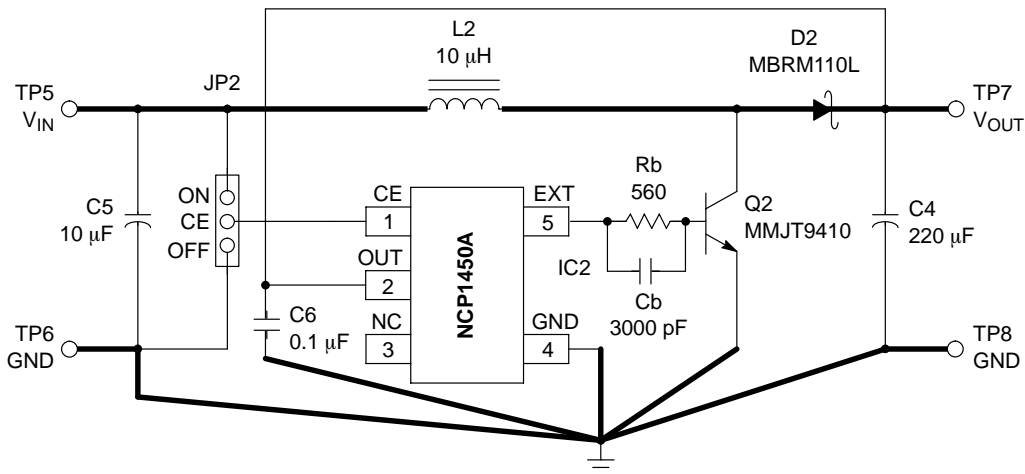 L2
10 μH
D2
MBRM110L
JP2
TP5
VIN
TP7
VOUT
ON
CE
OFF
C5
10 μF
CE
1
OUT
2
NC
3
NCP1450A
EXT
5
GND
4
Rb
560
IC2
Cb
3000 pF
Q2
MMJT9410
C4
220 μF
C6
0.1 μF
TP6
GND
TP8
GND